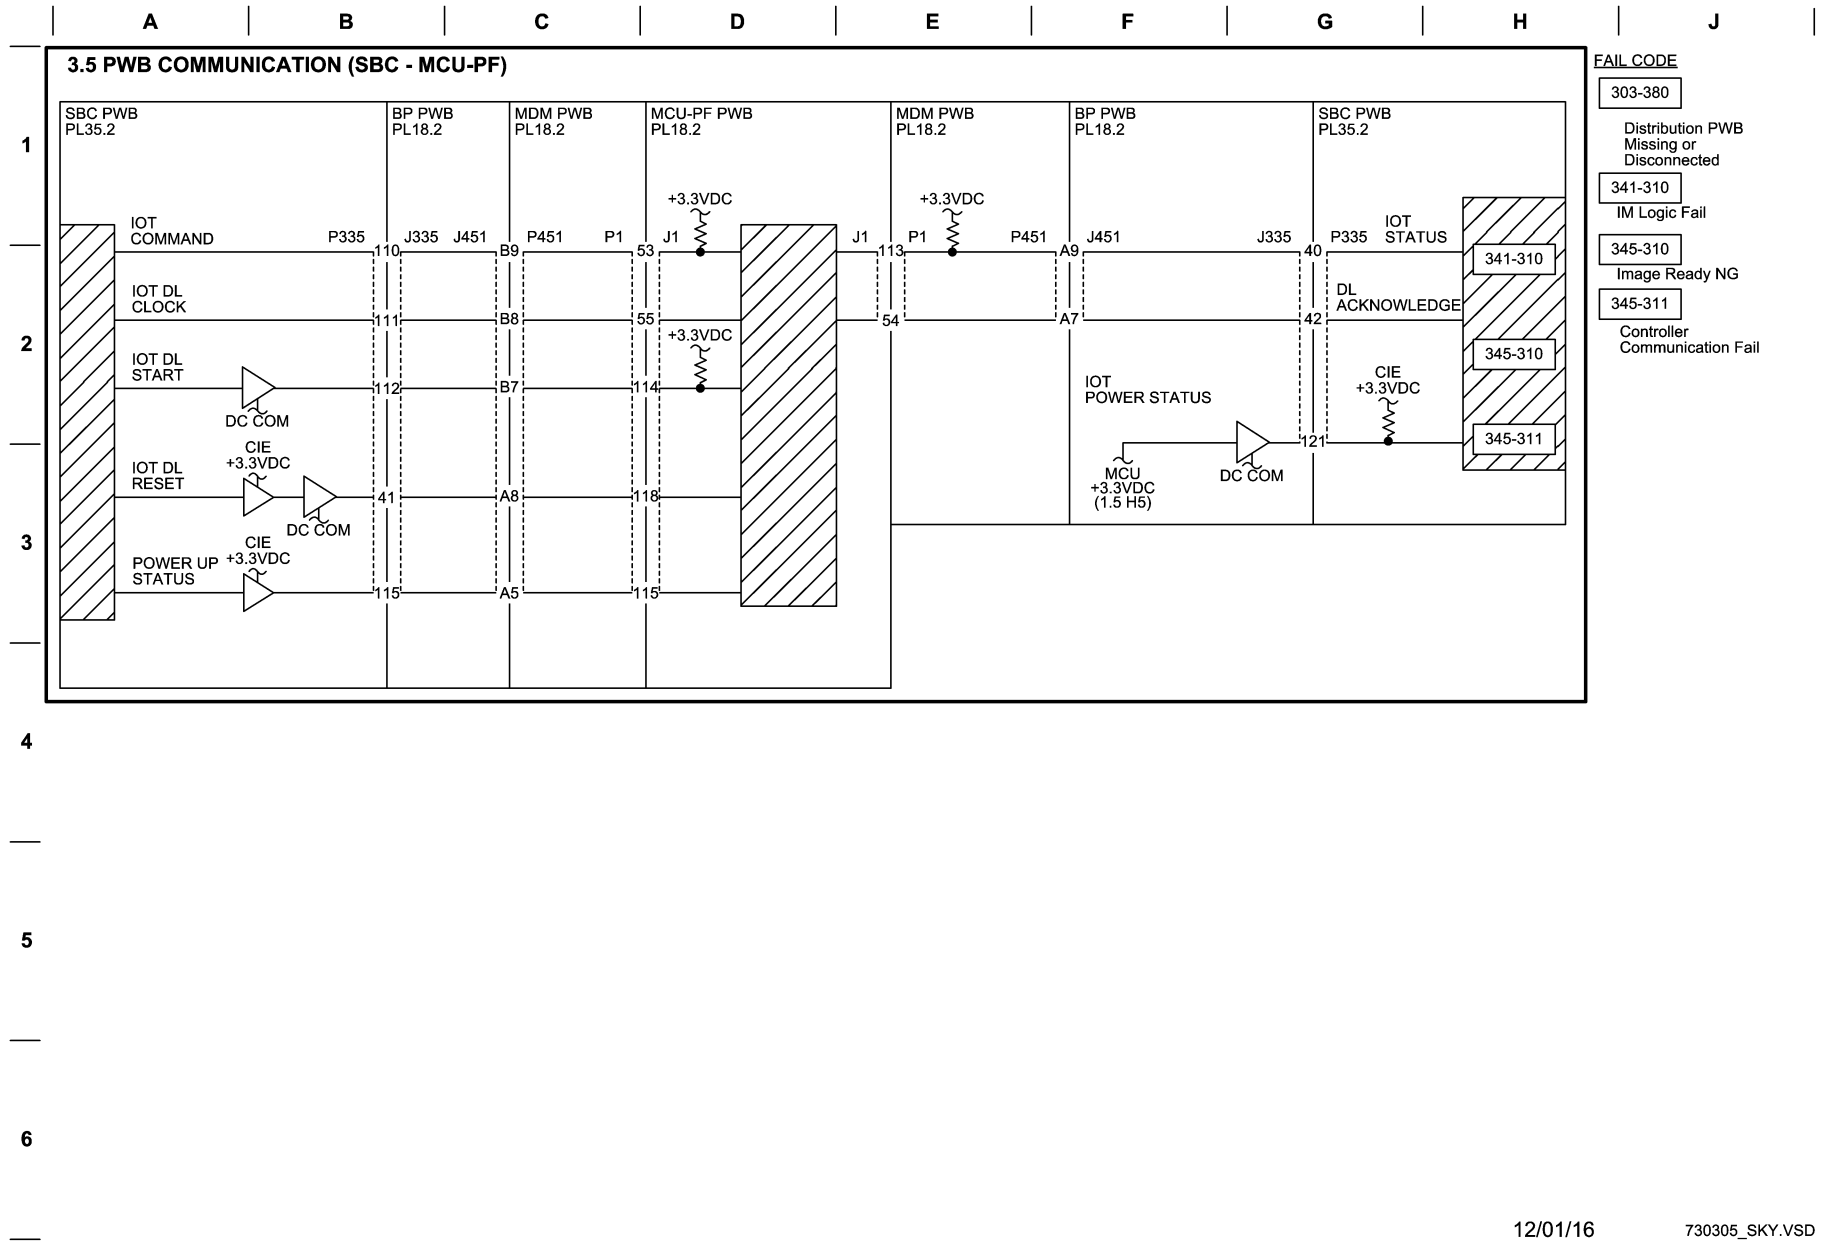 A B C D E F G H J
3.5 PWB COMMUNICATION (SBC - MCU-PF)
FAIL CODE
303-380
Distribution PWB
Missing or
Disconnected
341-310
IM Logic Fail
345-310
Image Ready NG
345-311
Controller
Communication Fail
1
2
3
4
5
6
SBC PWB
PL35.2
BP PWB
PL18.2
MDM PWB
PL18.2
MCU-PF PWB
PL18.2
MDM PWB
PL18.2
BP PWB
PL18.2
SBC PWB
PL35.2
+3.3VDC
+3.3VDC
IOT
COMMAND
P335 110 J335 J451 B9 P451 P1 53 J1
J1 113 P1 P451 A9 J451 J335 40 P335
IOT
STATUS
341-310
IOT DL
CLOCK
111 B8 55
54 A7 42
DL
ACKNOWLEDGE
+3.3VDC
345-310
IOT DL
START
DC COM
112 B7 114
IOT
POWER STATUS
CIE
+3.3VDC
MCU
+3.3VDC
(1.5 H5)
DC COM
121
345-311
IOT DL
RESET
CIE
+3.3VDC
DC COM
41 A8 118
POWER UP
STATUS
CIE
+3.3VDC
115 A5 115
12/01/16
730305_SKY.VSD